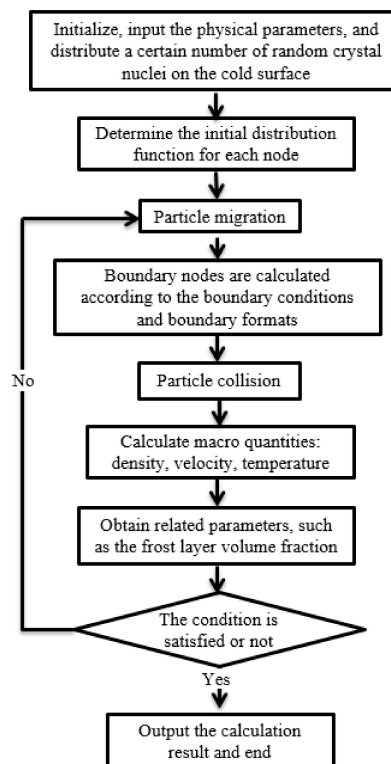 Initialize, input the physical parameters, and
distribute a certain number of random crystal
nuclei on the cold surface
Determine the initial distribution
function for each node
Particle migration
Boundary nodes are calculated
according to the boundary conditions
and boundary formats
No
Particle collision
Calculate macro quantities:
density, velocity, temperature
Obtain related parameters, such
as the frost layer volume fraction
The condition is
satisfied or not
Yes
Output the calculation
result and end